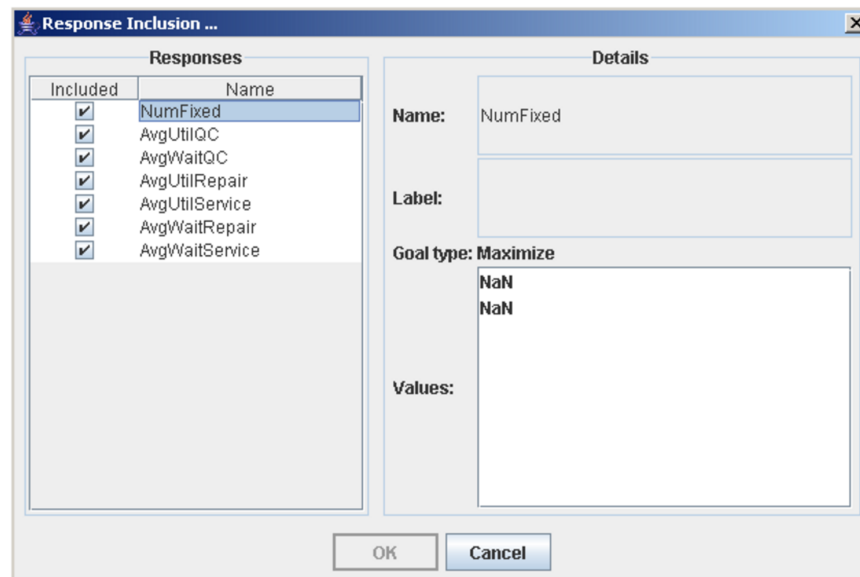 Response Inclusion ...
Responses
Included Name
NumFixed
AvgUtilQC
AvgWaitQC
AvgUtilRepair
AvgUtilService
AvgWaitRepair
AvgWaitService
Details
Name: NumFixed
Label:
Goal type: Maximize
Values:
NaN
NaN
OK Cancel